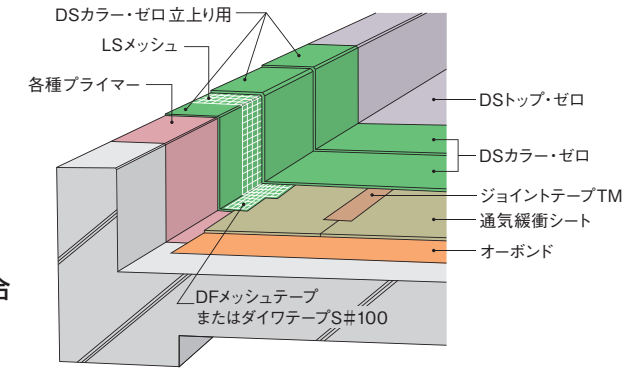 DSカラー・ゼロ立上り用
LSメッシュ
各種プライマー
DSトップ・ゼロ
DSカラー・ゼロ
ジョイントテープTM
通気緩衝シート
オーボンド
DFメッシュテープ
またはダイワテープS#100
合